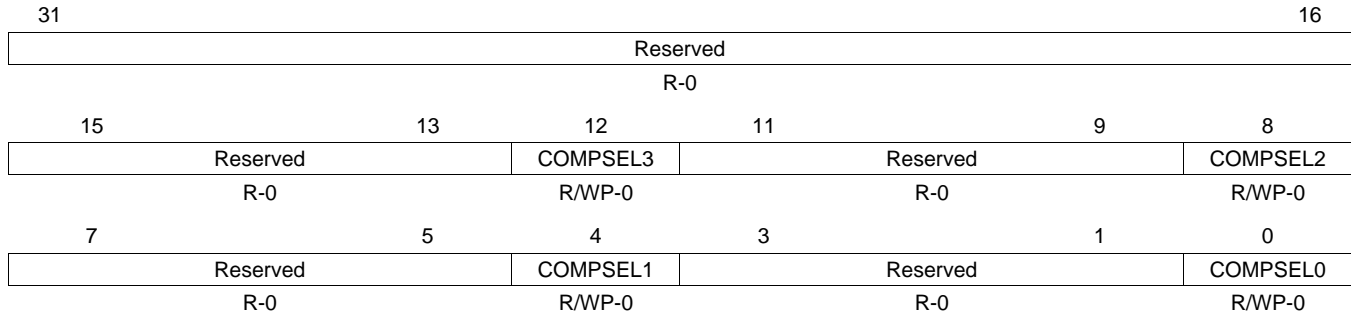 31 16
Reserved
R-0
15 13 12 11 9 8
Reserved COMPSEL3 Reserved COMPSEL2
R-0 R/WP-0 R-0 R/WP-0
7 5 4 3 1 0
Reserved COMPSEL1 Reserved COMPSEL0
R-0 R/WP-0 R-0 R/WP-0